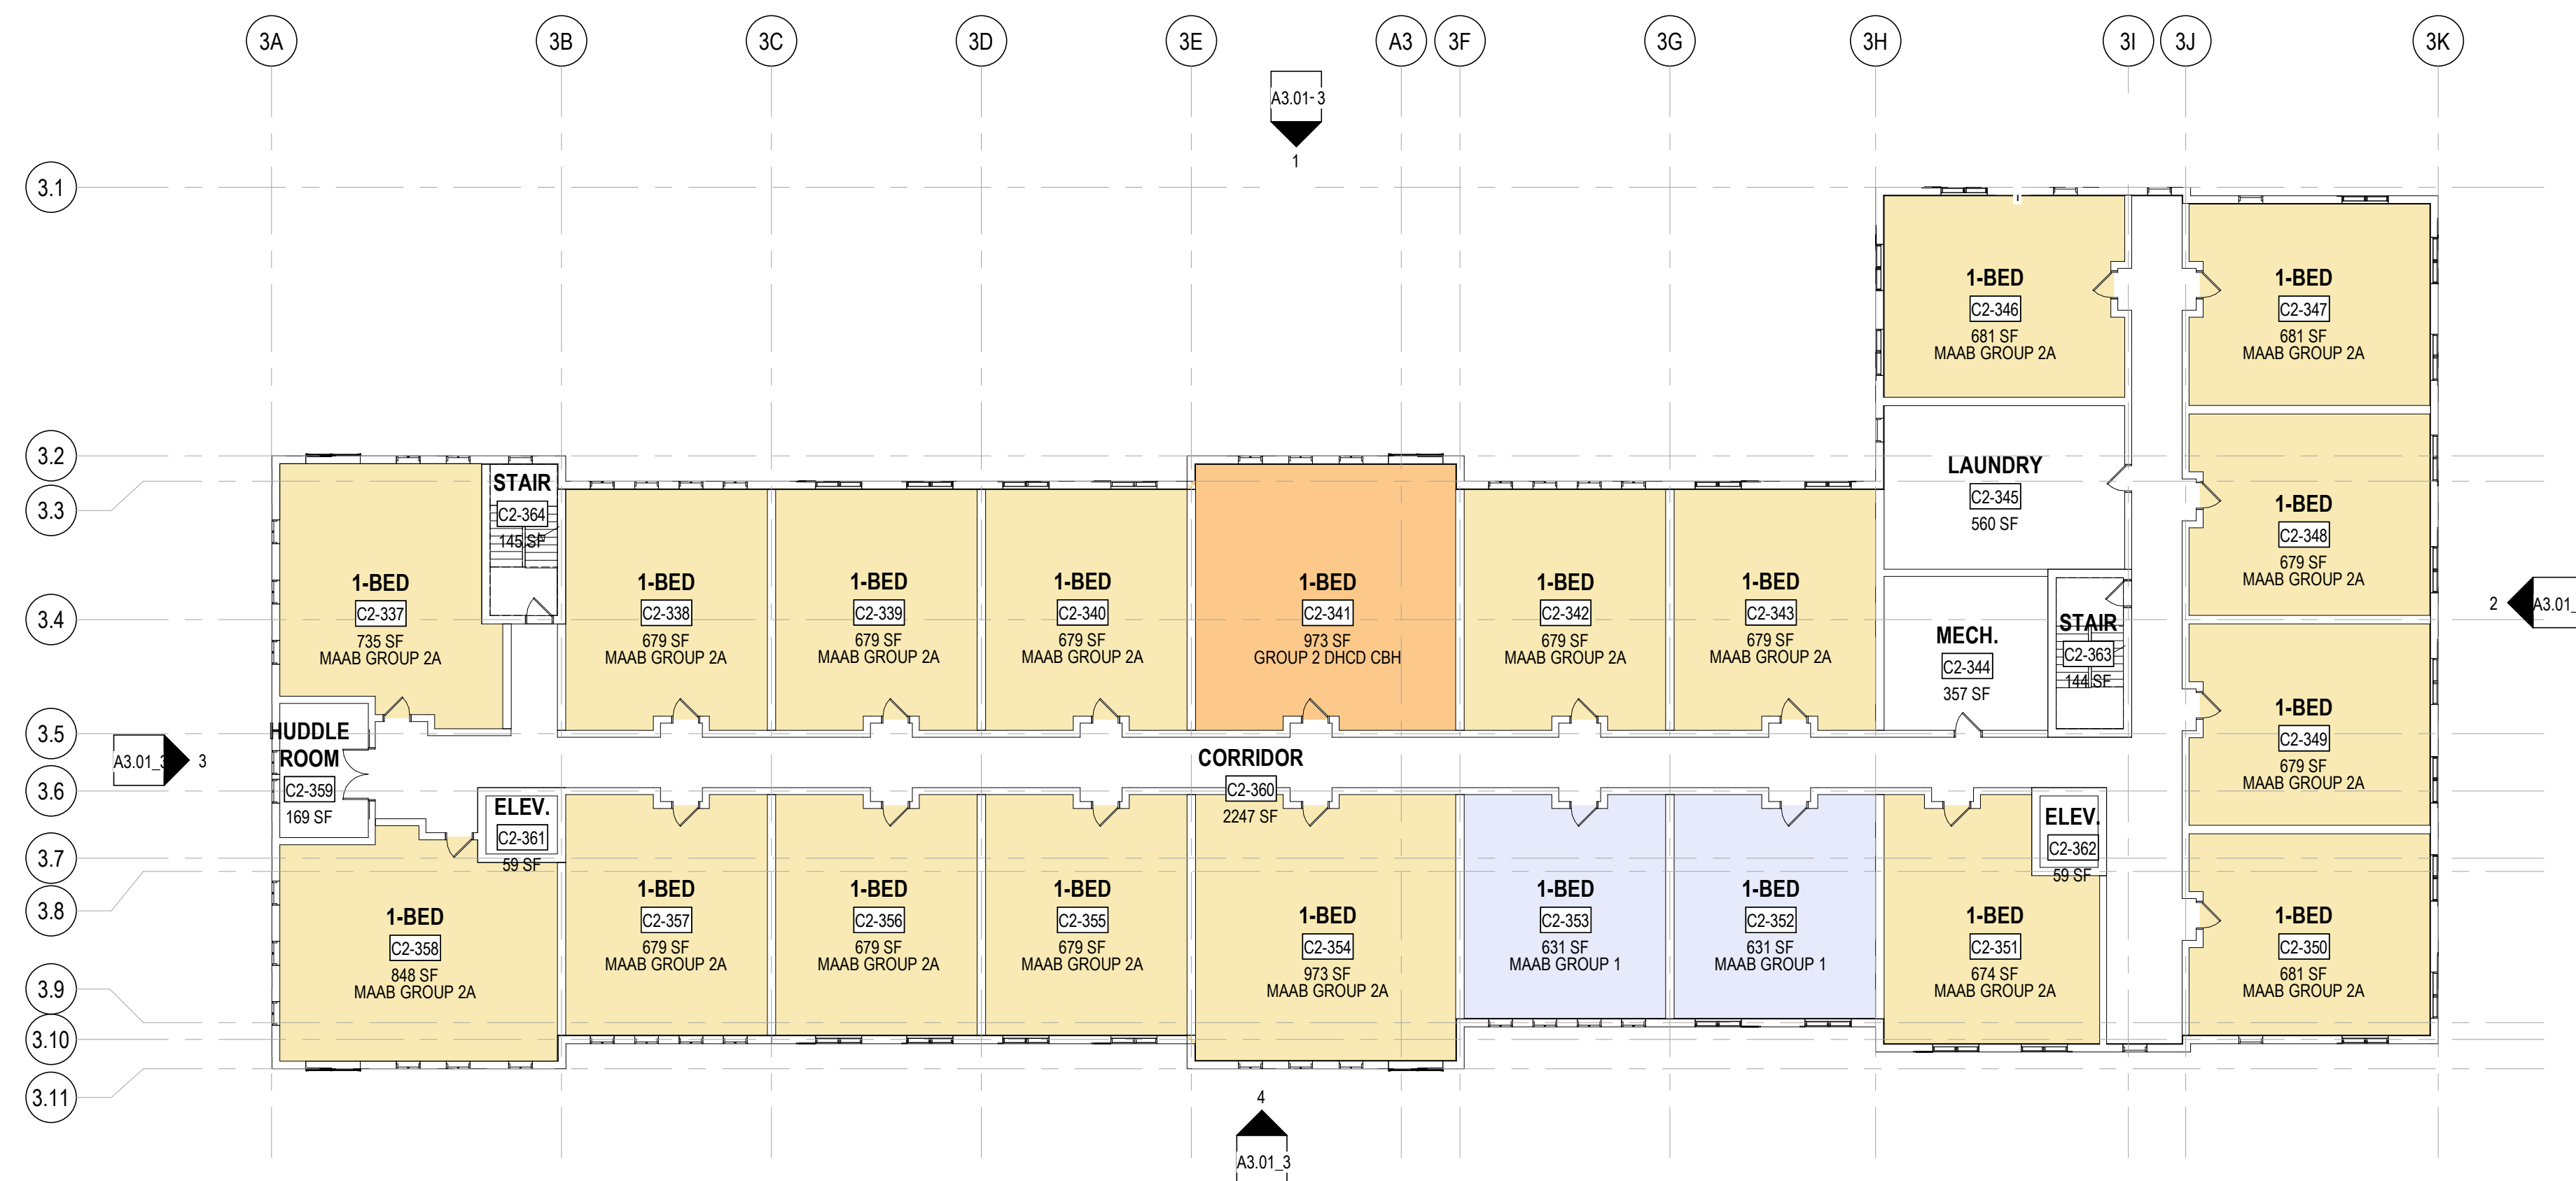 3A
3B
3C
3D
3E
A3
3F
3G
3H
3I
3J
3K
A3.01- 3
1
3.1
3.2
3.3
3.4
3.5
3.6
3.7
3.8
3.9
3.10
3.11
1-BED
C2-346
681 SF
MAAB GROUP 2A
1-BED
C2-347
681 SF
MAAB GROUP 2A
LAUNDRY
C2-345
560 SF
1-BED
C2-348
679 SF
MAAB GROUP 2A
STAIR
C2-364
145 SF
1-BED
C2-337
735 SF
MAAB GROUP 2A
1-BED
C2-338
679 SF
MAAB GROUP 2A
1-BED
C2-339
679 SF
MAAB GROUP 2A
1-BED
C2-340
679 SF
MAAB GROUP 2A
1-BED
C2-341
973 SF
GROUP 2 DHCD CBH
1-BED
C2-342
679 SF
MAAB GROUP 2A
1-BED
C2-343
679 SF
MAAB GROUP 2A
MECH.
C2-344
357 SF
STAIR
C2-363
144 SF
2
A3.01_
1-BED
C2-349
679 SF
MAAB GROUP 2A
A3.01_3
3
HUDDLE
ROOM
C2-359
169 SF
CORRIDOR
C2-360
2247 SF
ELEV.
C2-361
59 SF
ELEV.
C2-362
59 SF
1-BED
C2-358
848 SF
MAAB GROUP 2A
1-BED
C2-357
679 SF
MAAB GROUP 2A
1-BED
C2-356
679 SF
MAAB GROUP 2A
1-BED
C2-355
679 SF
MAAB GROUP 2A
1-BED
C2-354
973 SF
MAAB GROUP 2A
1-BED
C2-353
631 SF
MAAB GROUP 1
1-BED
C2-352
631 SF
MAAB GROUP 1
1-BED
C2-351
674 SF
MAAB GROUP 2A
1-BED
C2-350
681 SF
MAAB GROUP 2A
4
A3.01_3